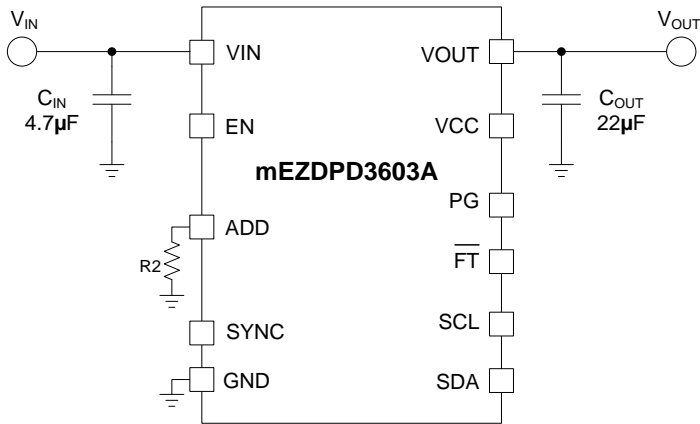 VIN
VOUT
VIN
VOUT
CIN
4.7µF
COUT
22µF
EN
VCC
mEZDPD3603A
PG
ADD
R2
FT
SCL
SYNC
GND
SDA